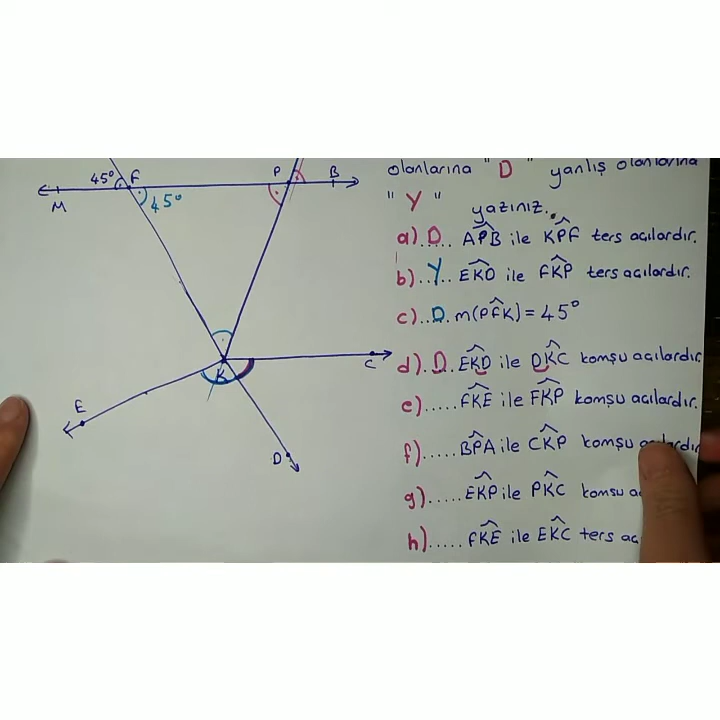 olanlarına "D" yanlış olanlarına
"Y" yazınız.
a)..D.... APB ile KPF ters açılardır.
b)..Y.. EKD ile FKP ters açılardır.
c)..D. m(PFK) = 45°
d)..D.. EKD ile DKC komşu açılardır.
e)..... FKE ile FKP komşu açılardır.
f)..... BPA ile CKP komşu
g)..... EKP ile PKC komşu
h)..... FKE ile EKC ters
45° F P B
M 45°
K C
E
D